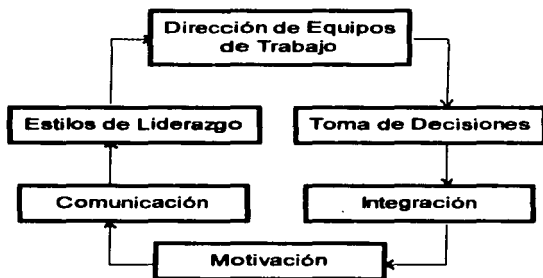 Dirección de Equipos
de Trabajo
Estilos de Liderazgo
Toma de Decisiones
Comunicación
Integración
Motivación